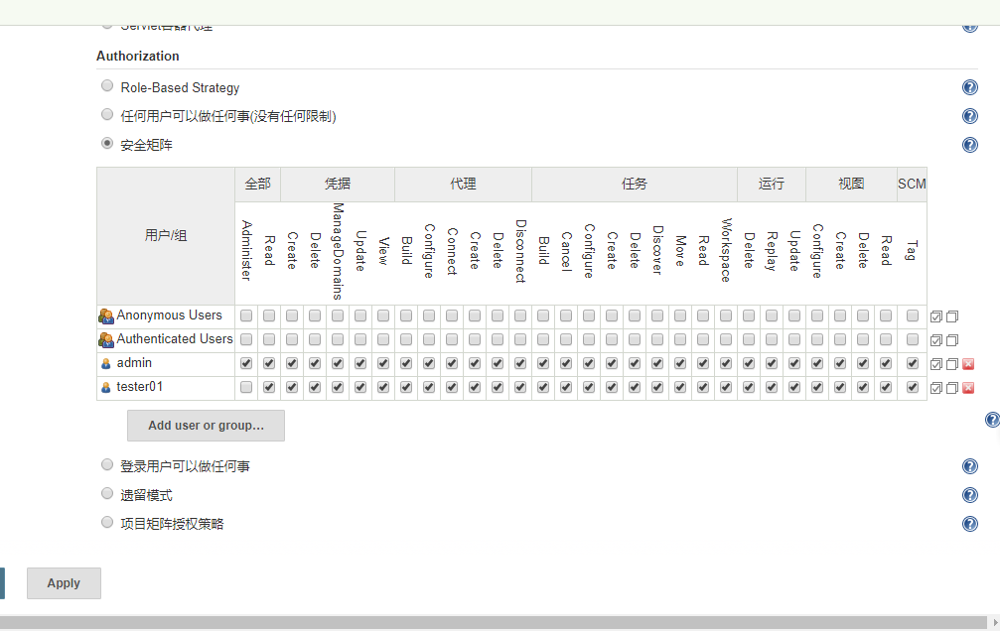 Servlet容器代理
Authorization
Role-Based Strategy
任何用户可以做任何事(没有任何限制)
安全矩阵
用户/组 全部 凭据 代理 任务 运行 视图 SCM
Administer Read Create Delete ManageDomains Update View Build Configure Connect Create Delete Disconnect Build Cancel Configure Create Delete Discover Move Read Workspace Delete Replay Update Configure Create Delete Read Tag
Anonymous Users
Authenticated Users
admin
tester01
Add user or group…
登录用户可以做任何事
遗留模式
项目矩阵授权策略
Apply